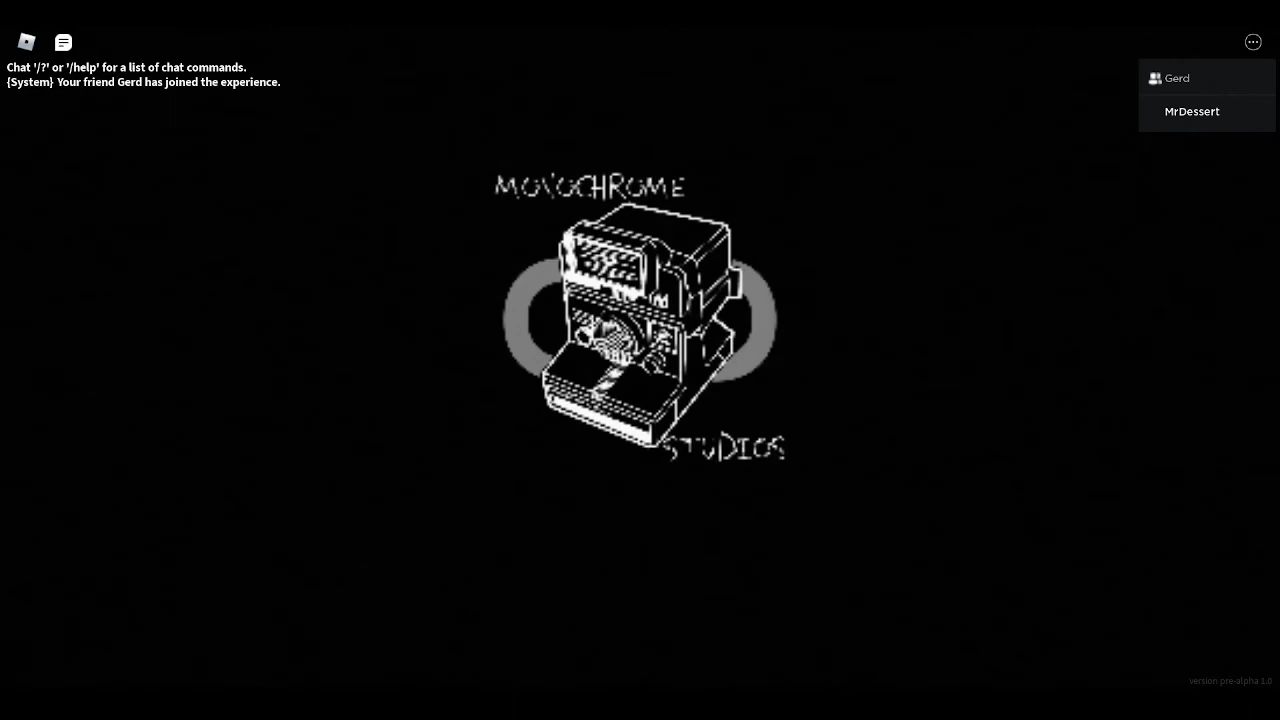 Chat '/?' or '/help' for a list of chat commands.
{System} Your friend Gerd has joined the experience.
Gerd
MrDessert
MONOCHROME
STUDIOS
vention pre-alpha 1.0